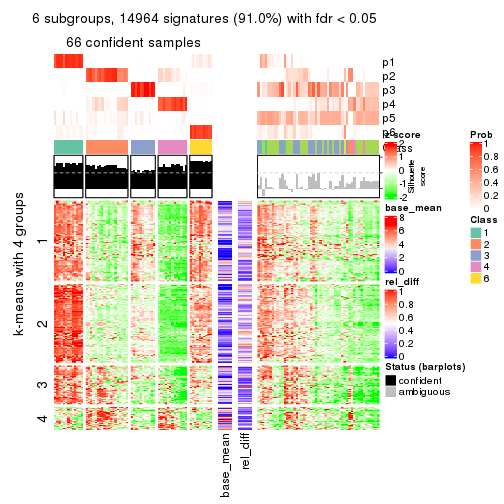 6 subgroups, 14964 signatures (91.0%) with fdr < 0.05
66 confident samples
p1
p2
p3
p4
p5
p6
Class
z-score
2
1
0
-1
-2
Silhouette
score
k-means with 4 groups
1
2
3
4
base_mean
rel_diff
base_mean
8
6
4
2
0
rel_diff
1
0.8
0.6
0.4
0.2
0
Status (barplots)
confident
ambiguous
Prob
1
0.8
0.6
0.4
0.2
0
Class
1
2
3
4
6